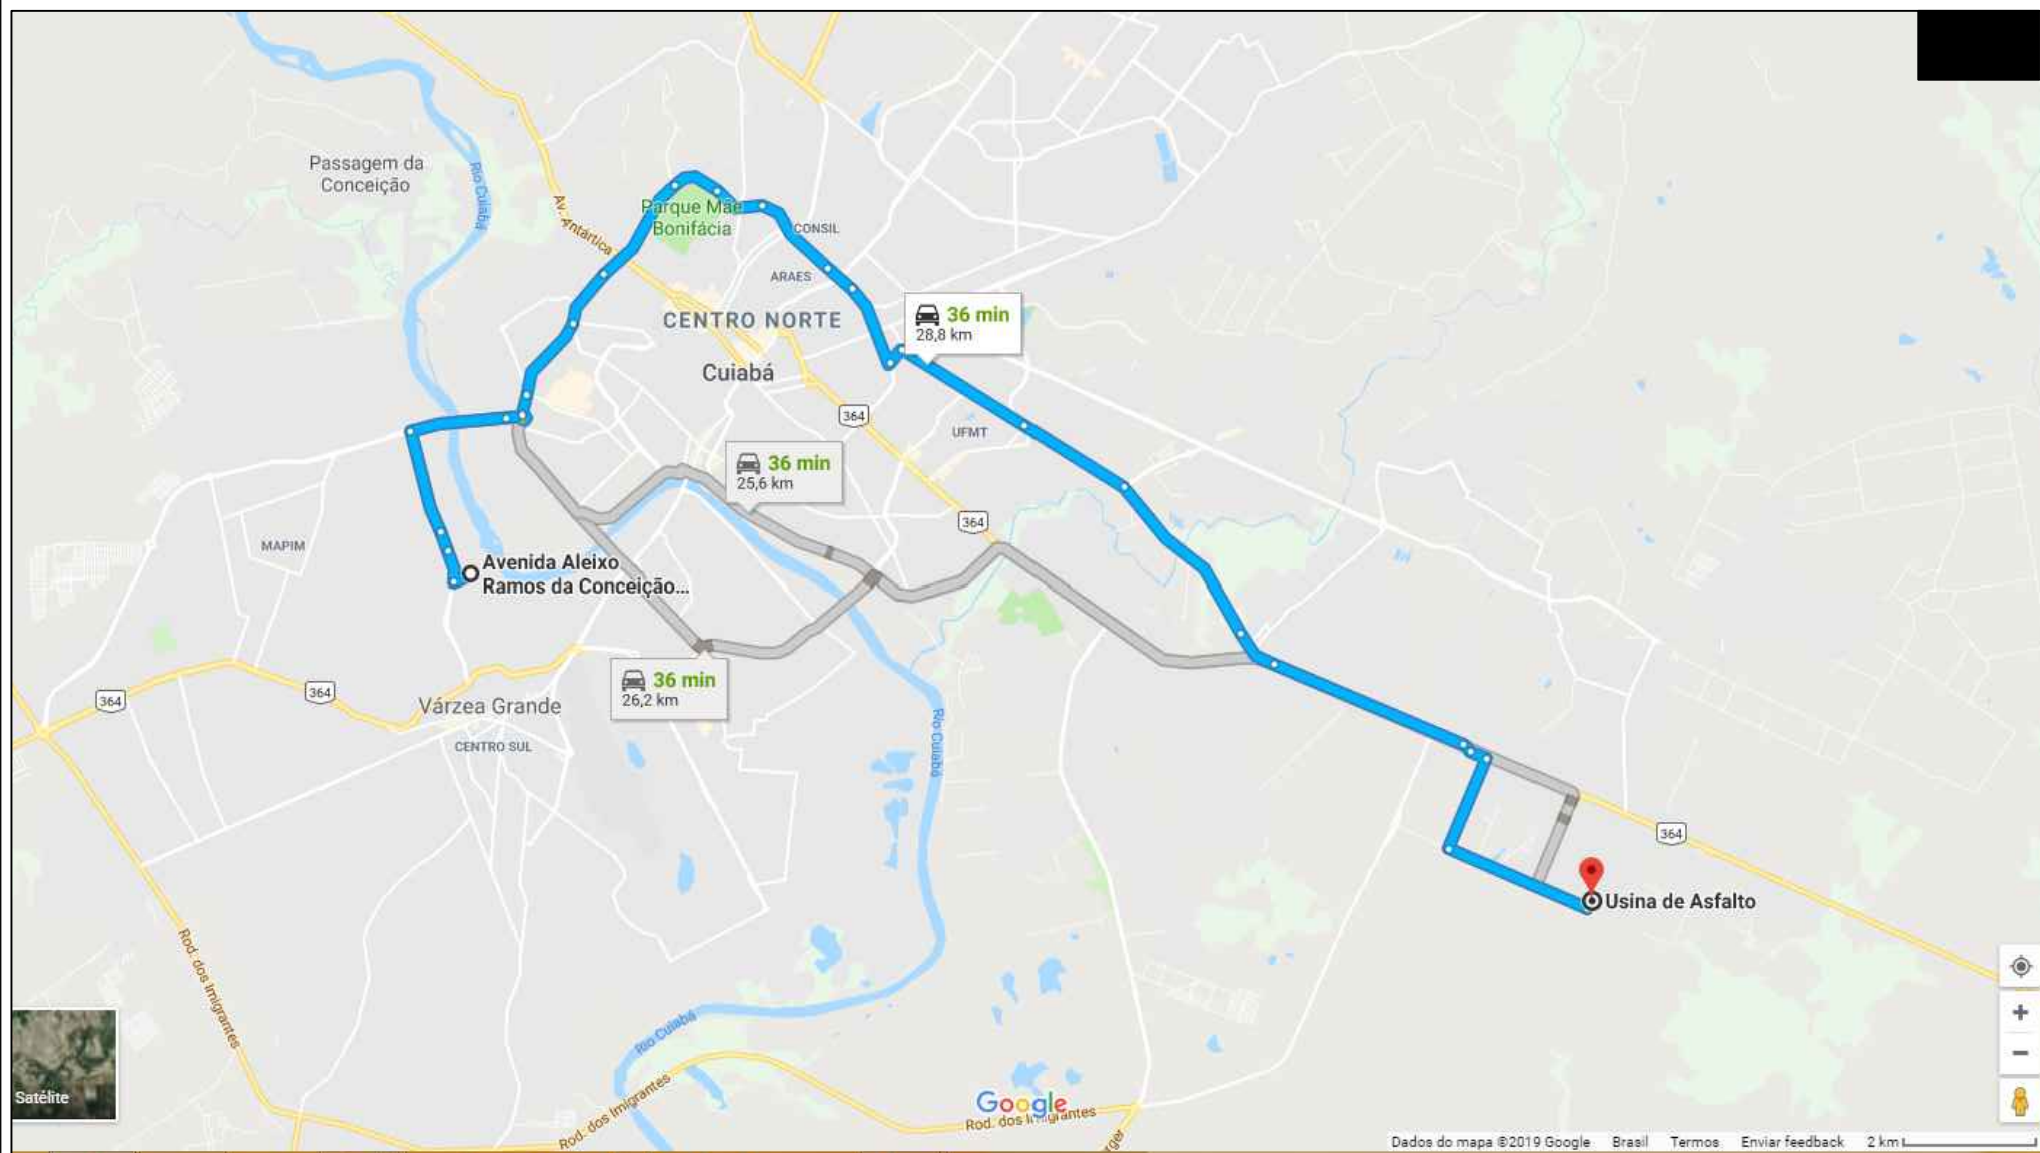 Passagem da
Conceição
Rio Cuiabá
Av. Antártica
Parque Mãe
Bonifácia
CONSIL
ARAES
CENTRO NORTE
36 min
28,8 km
Cuiabá
364
UFMT
36 min
25,6 km
364
MAPIM
Avenida Aleixo
Ramos da Conceição...
36 min
26,2 km
364
364
Várzea Grande
CENTRO SUL
Rio Cuiabá
364
Usina de Asfalto
Rod. dos Imigrantes
Rio Cuiabá
Satélite
Rod. dos Imigrantes
Google
Rod. dos Imigrantes
Dados do mapa ©2019 Google Brasil Termos Enviar feedback 2 km